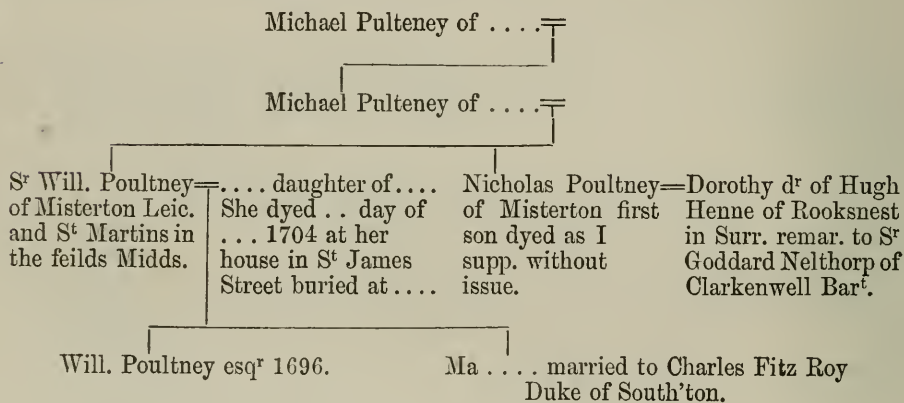 Michael Pulteney of . . . .
Michael Pulteney of . . . .
Sʳ Will. Poultney=
of Misterton Leic.
and Sᵗ Martins in
the feilds Midds.
. . . . daughter of . . . .
She dyed . . day of
. . . 1704 at her
house in Sᵗ James
Street buried at . . . .
Nicholas Poultney=
of Misterton first
son dyed as I
supp. without
issue.
Dorothy dʳ of Hugh
Henne of Rooksnest
in Surr. remar. to Sʳ
Goddard Nelthorp of
Clarkenwell Barᵗ.
Will. Poultney esqʳ 1696.
Ma . . . . married to Charles Fitz Roy
Duke of South'ton.